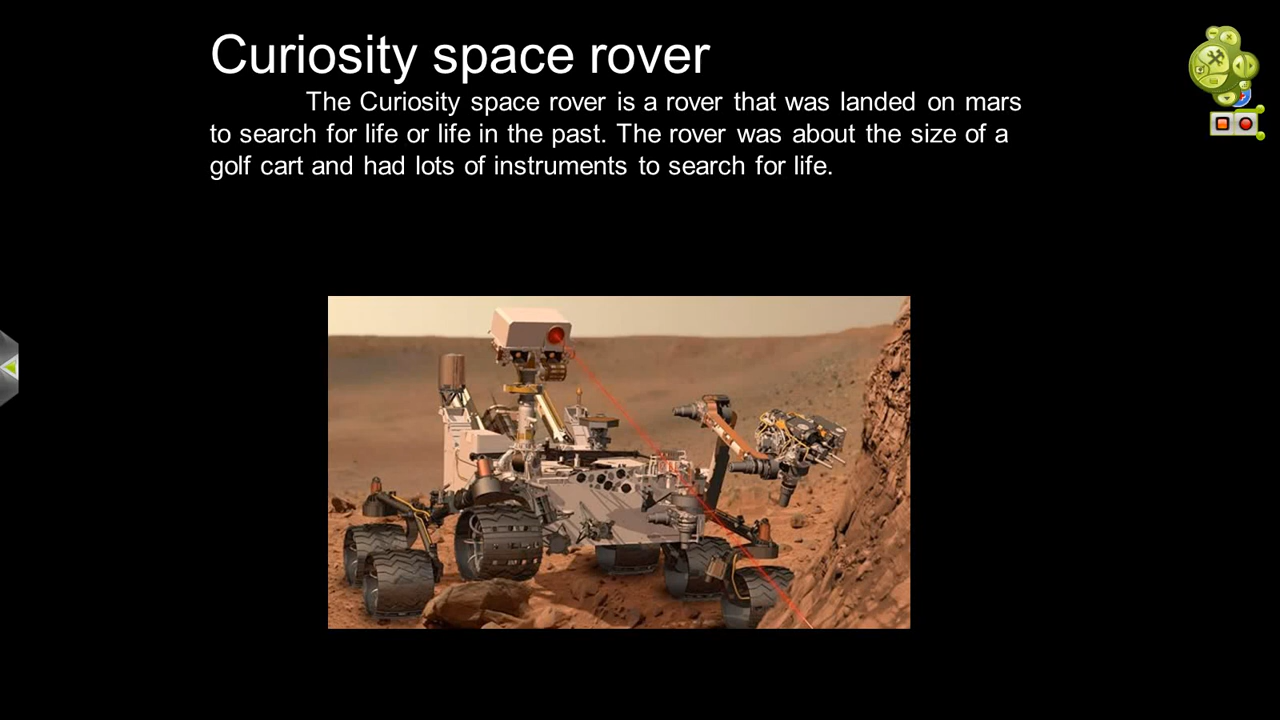 Curiosity space rover
The Curiosity space rover is a rover that was landed on mars
to search for life or life in the past. The rover was about the size of a
golf cart and had lots of instruments to search for life.